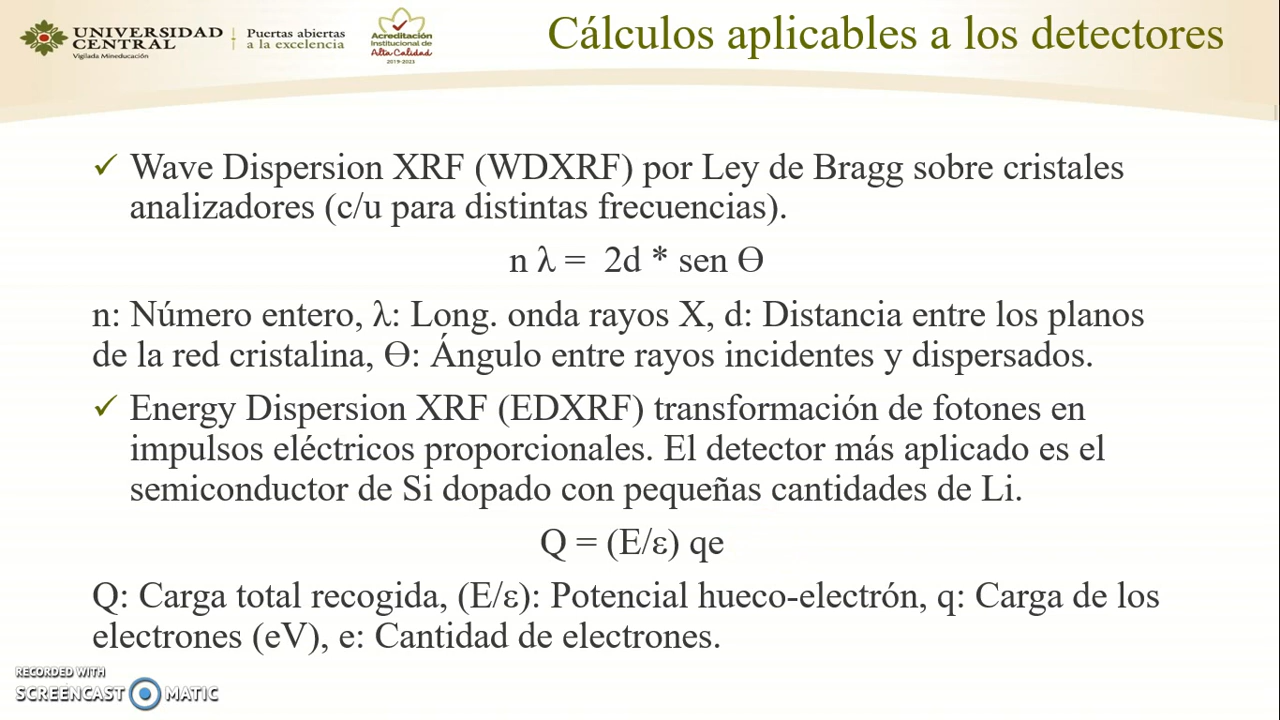 UNIVERSIDAD
CENTRAL
Vigilada Mineducación
Puertas abiertas
a la excelencia
Acreditación
Institucional de
Alta Calidad
2019-2023
Cálculos aplicables a los detectores
✓ Wave Dispersion XRF (WDXRF) por Ley de Bragg sobre cristales
analizadores (c/u para distintas frecuencias).
n λ = 2d * sen Ө
n: Número entero, λ: Long. onda rayos X, d: Distancia entre los planos
de la red cristalina, Ө: Ángulo entre rayos incidentes y dispersados.
✓ Energy Dispersion XRF (EDXRF) transformación de fotones en
impulsos eléctricos proporcionales. El detector más aplicado es el
semiconductor de Si dopado con pequeñas cantidades de Li.
Q = (E/ε) qe
Q: Carga total recogida, (E/ε): Potencial hueco-electrón, q: Carga de los
electrones (eV), e: Cantidad de electrones.
RECORDED WITH
SCREENCAST MATIC